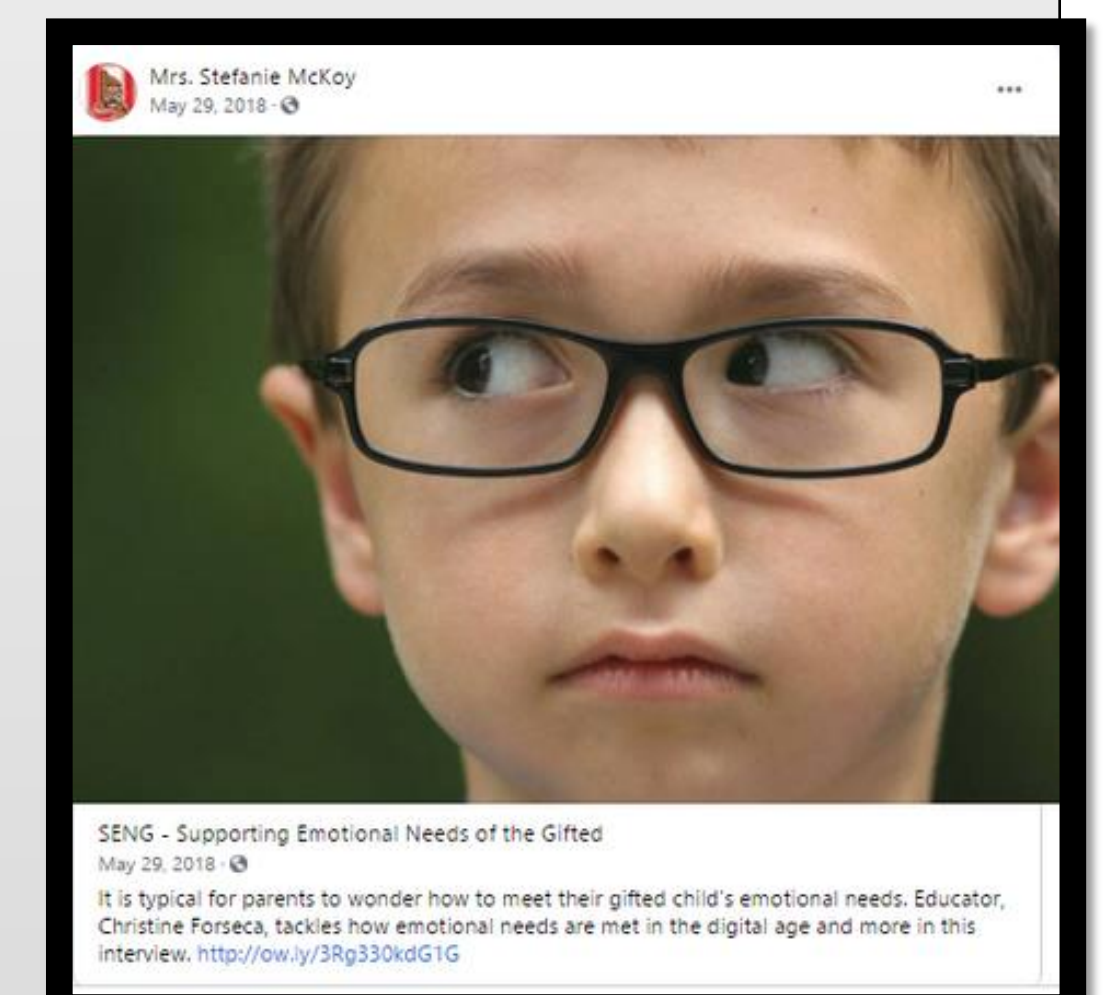 Mrs. Stefanie McKoy
May 29, 2018 ·
SENG - Supporting Emotional Needs of the Gifted
May 29, 2018 ·
It is typical for parents to wonder how to meet their gifted child's emotional needs. Educator,
Christine Forseca, tackles how emotional needs are met in the digital age and more in this
interview. http://ow.ly/3Rg330kdG1G